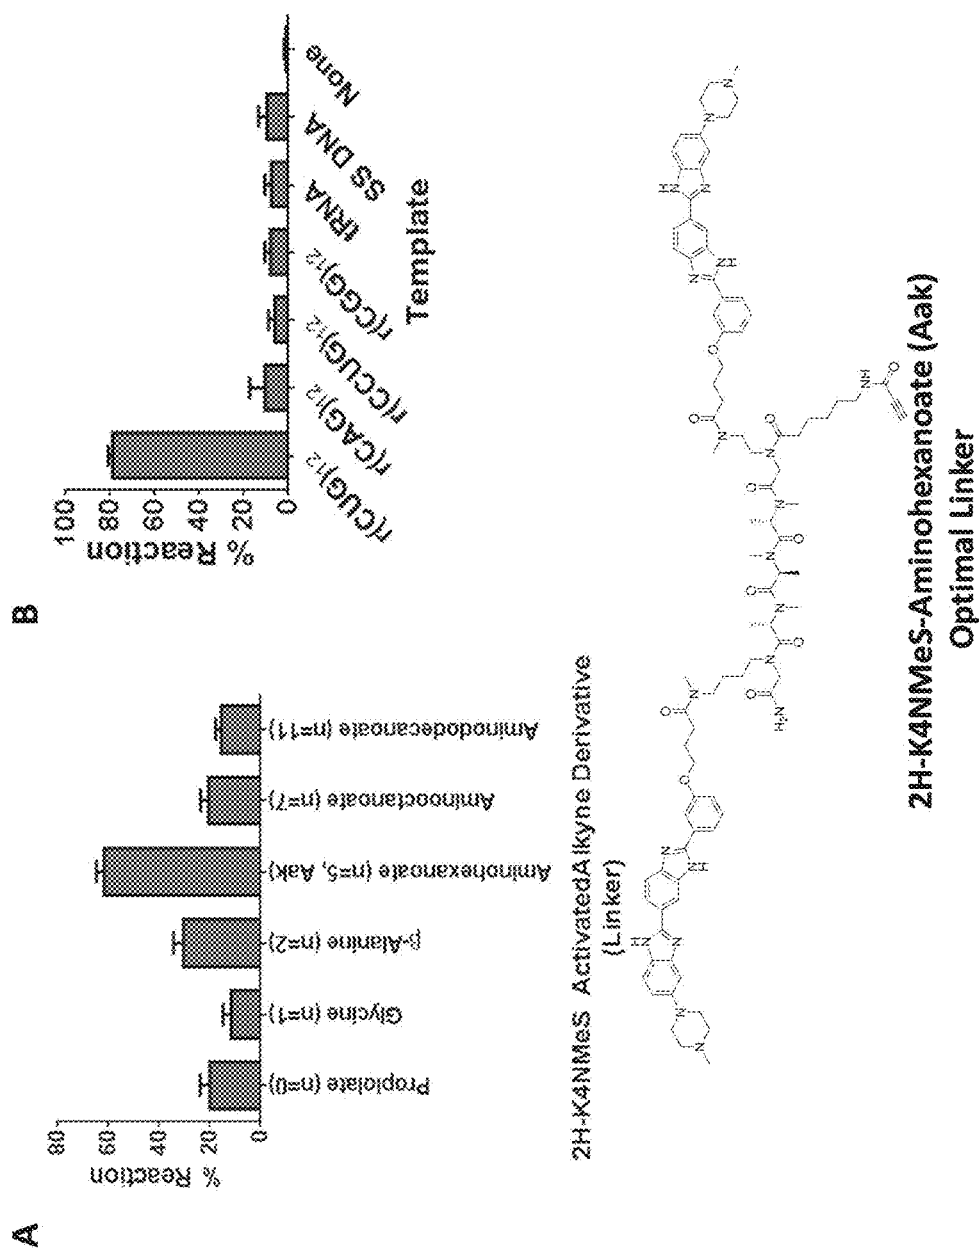 A
% Reaction
80
60
40
20
0
Propiolate (n=0)
Glycine (n=1)
β-Alanine (n=2)
Aminohexanoate (n=5, Aak)
Aminooctanoate (n=7)
Aminododecanoate (n=11)
2H-K4NMeS Activated Alkyne Derivative
(Linker)
B
% Reaction
100
80
60
40
20
0
r(CUG)12
r(CAG)12
r(CCUG)12
r(CGG)12
tRNA
SS DNA
None
Template
2H-K4NMeS-Aminohexanoate (Aak)
Optimal Linker